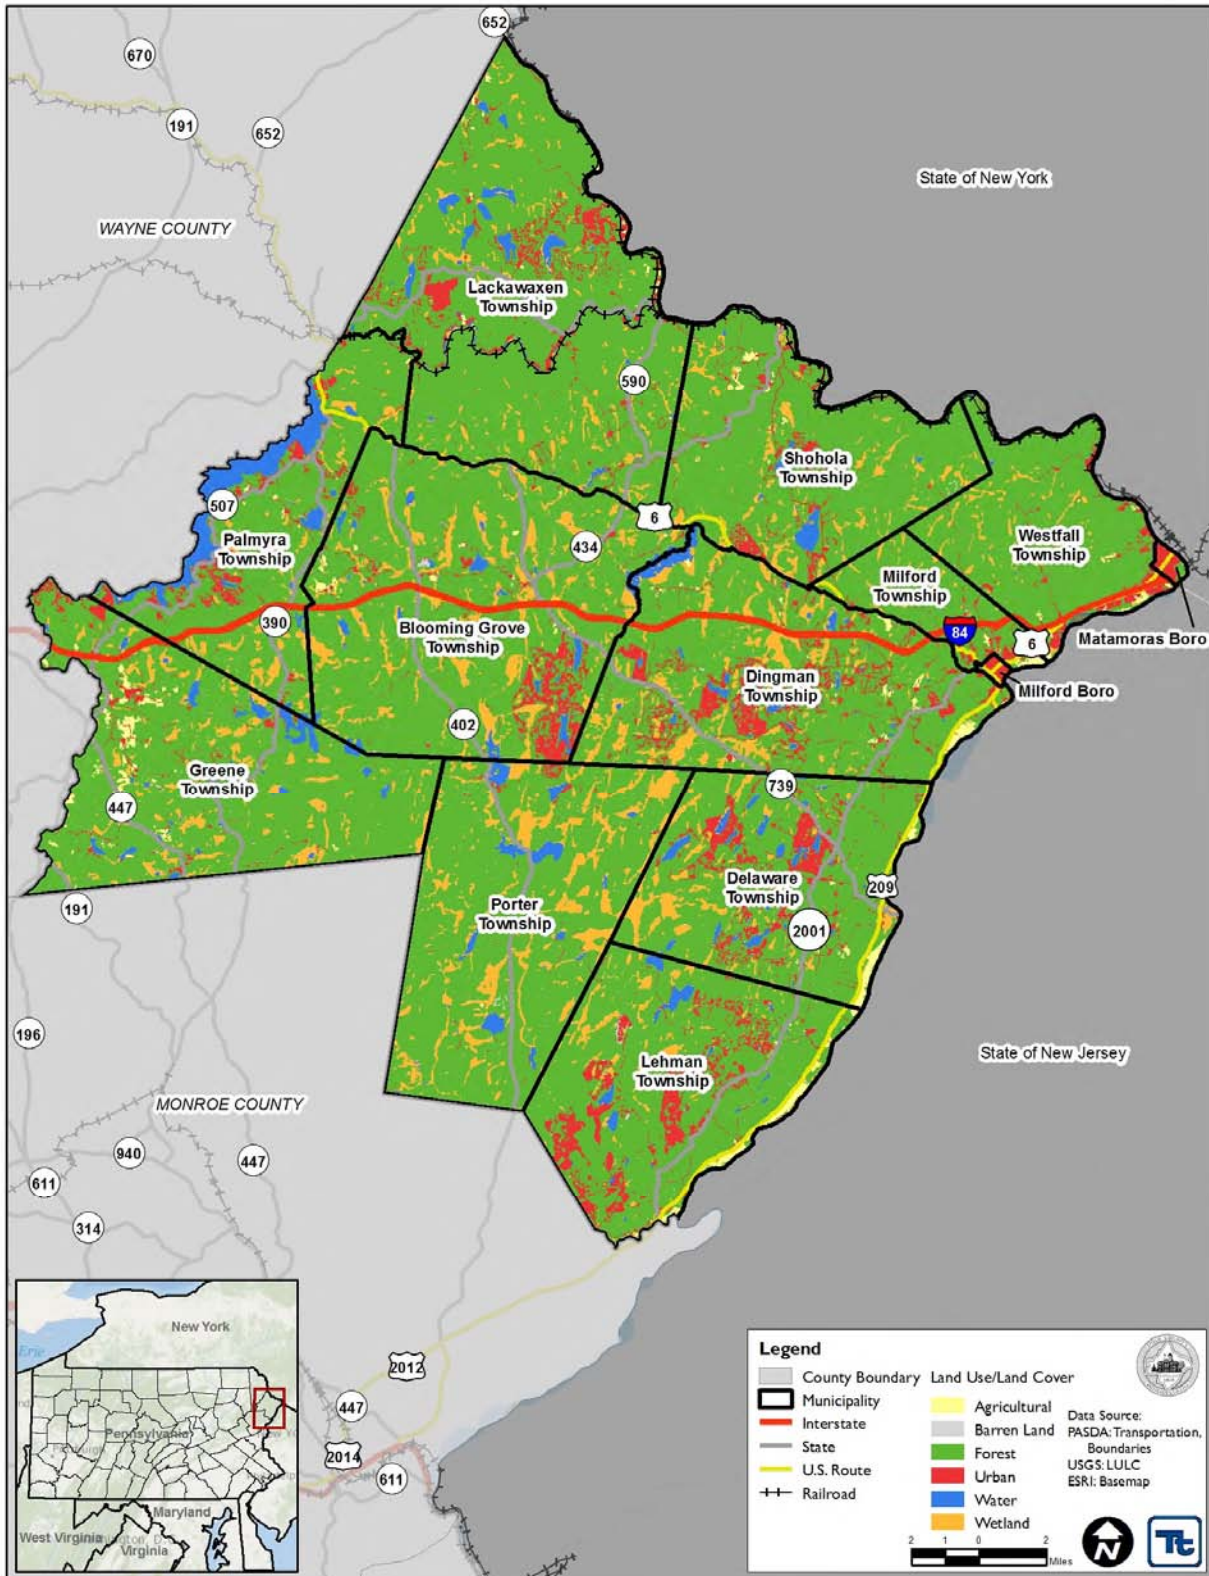 652
670
191
652
State of New York
WAYNE COUNTY
Lackawaxen
Township
590
Shohola
Township
507
6
Palmyra
Township
434
Westfall
Township
Milford
Township
390
Blooming Grove
Township
84
6
Matamoras Boro
Dingman
Township
Milford Boro
402
Greene
Township
739
447
Delaware
Township
209
191
Porter
Township
2001
196
State of New Jersey
Lehman
Township
MONROE COUNTY
940
447
611
314
New York
Erie
Pennsylvania
Maryland
West Virginia
Virginia
2012
447
2014
611
Legend
County Boundary
Municipality
Interstate
State
U.S. Route
Railroad
Land Use/Land Cover
Agricultural
Barren Land
Forest
Urban
Water
Wetland
Data Source:
PASDA: Transportation,
Boundaries
USGS: LULC
ESRI: Basemap
2 1 0 2
Miles
N
Tt